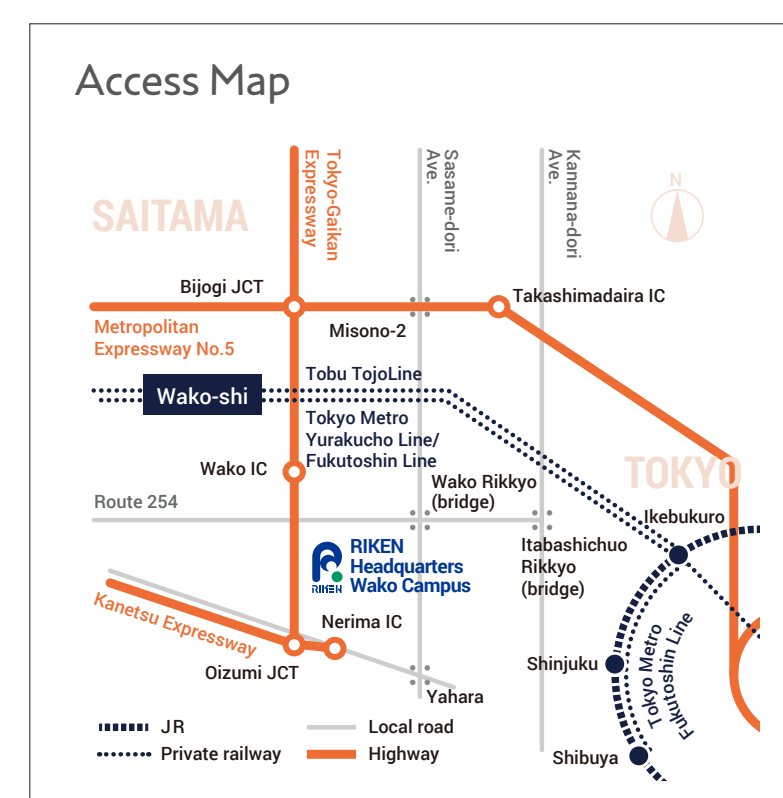 Access Map
Tokyo-Gaikan
Expressway
Sasame-dori
Ave.
Kannana-dori
Ave.
N
SAITAMA
Bijogi JCT
Takashimadaira IC
Metropolitan
Expressway No.5
Misono-2
Wako-shi
Tobu TojoLine
Tokyo Metro
Yurakucho Line/
Fukutoshin Line
Wako IC
TOKYO
Wako Rikkyo
(bridge)
Route 254
Ikebukuro
RIKEN
RIKEN
Headquarters
Wako Campus
Itabashichuo
Rikkyo
(bridge)
Kanetsu Expressway
Nerima IC
Oizumi JCT
Shinjuku
Tokyo Metro
Fukutoshin Line
Yahara
JR
Local road
Private railway
Highway
Shibuya